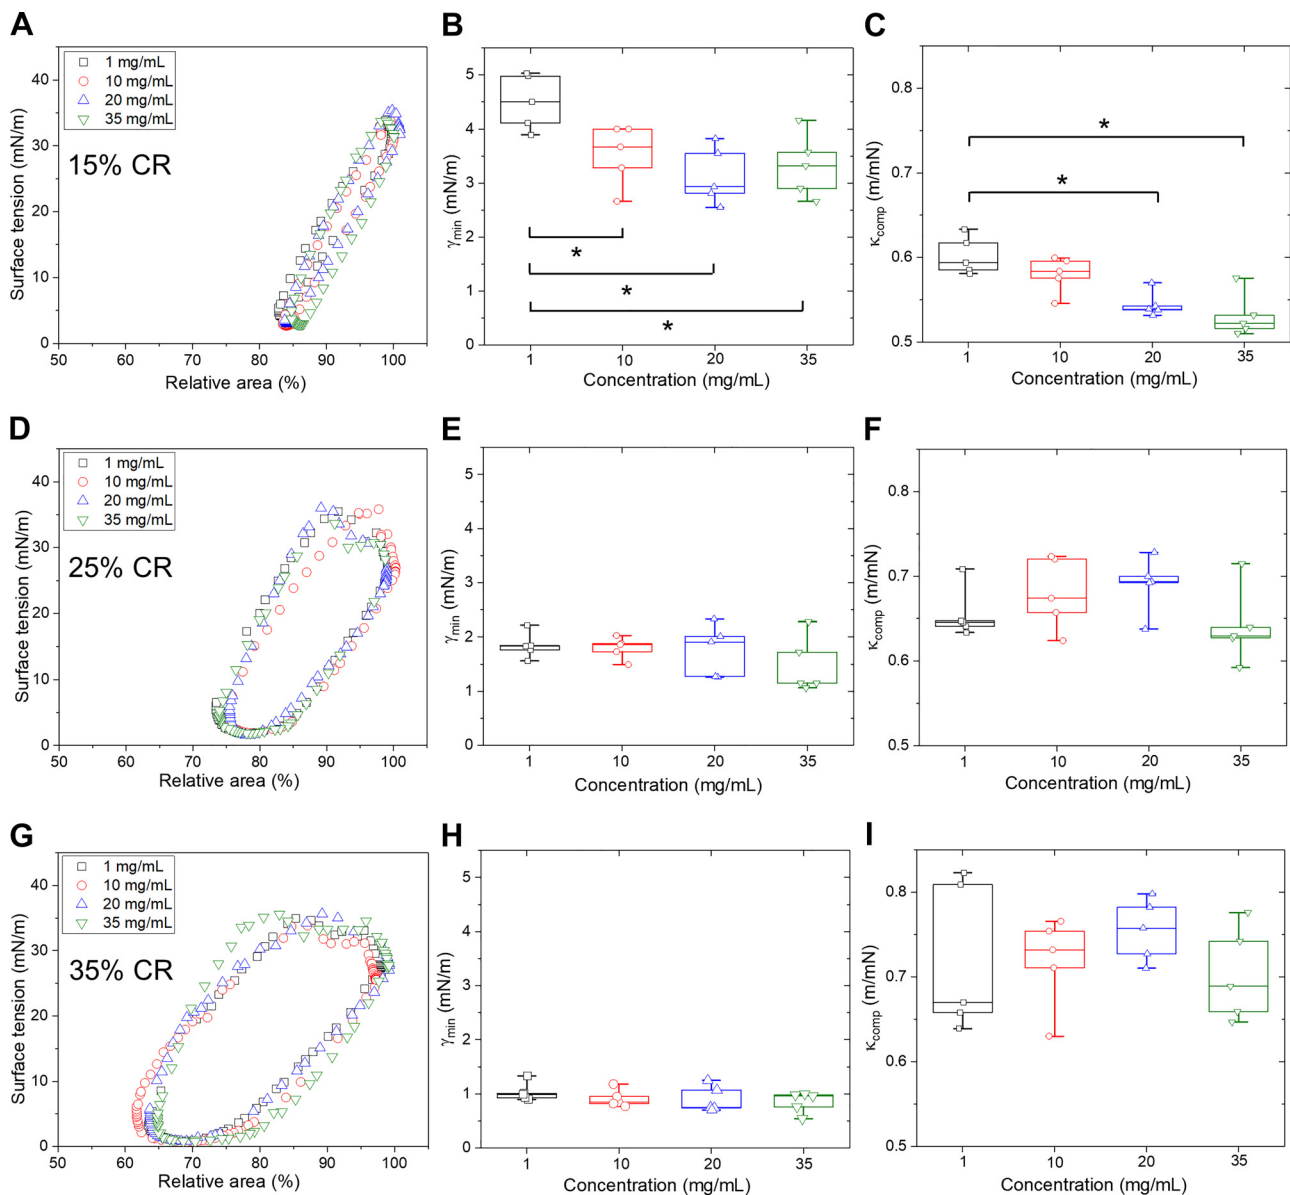 A
Surface tension (mN/m)
40
30
20
10
0
1 mg/mL
10 mg/mL
20 mg/mL
35 mg/mL
15% CR
50 60 70 80 90 100
Relative area (%)
B
γmin (mN/m)
5
4
3
2
1
0
*
*
*
1 10 20 35
Concentration (mg/mL)
C
κcomp (m/mN)
0.8
0.7
0.6
0.5
*
*
1 10 20 35
Concentration (mg/mL)
D
Surface tension (mN/m)
40
30
20
10
0
1 mg/mL
10 mg/mL
20 mg/mL
35 mg/mL
25% CR
50 60 70 80 90 100
Relative area (%)
E
γmin (mN/m)
5
4
3
2
1
0
1 10 20 35
Concentration (mg/mL)
F
κcomp (m/mN)
0.8
0.7
0.6
0.5
1 10 20 35
Concentration (mg/mL)
G
Surface tension (mN/m)
40
30
20
10
0
1 mg/mL
10 mg/mL
20 mg/mL
35 mg/mL
35% CR
50 60 70 80 90 100
Relative area (%)
H
γmin (mN/m)
5
4
3
2
1
0
1 10 20 35
Concentration (mg/mL)
I
κcomp (m/mN)
0.8
0.7
0.6
0.5
1 10 20 35
Concentration (mg/mL)